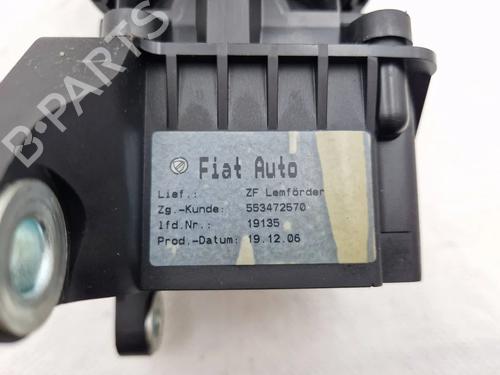 B-PARTS
Fiat Auto
Lief.: ZF Lemförder
Zg.-Kunde: 553472570
lfd.Nr.: 19135
Prod.-Datum: 19.12.06